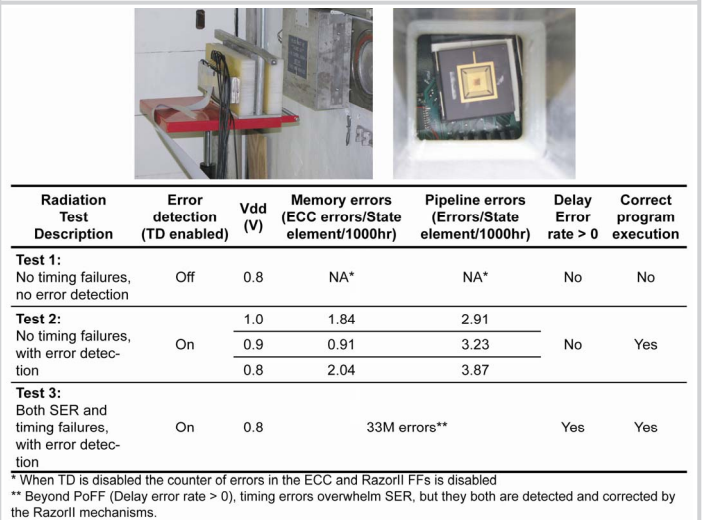 Radiation Test Description | Error detection (TD enabled) | Vdd (V) | Memory errors (ECC errors/State element/1000hr) | Pipeline errors (Errors/State element/1000hr) | Delay Error rate > 0 | Correct program execution
Test 1:
No timing failures,
no error detection
Off 0.8 NA* NA* No No
Test 2:
No timing failures,
with error detec-
tion
On
1.0 1.84 2.91
0.9 0.91 3.23
0.8 2.04 3.87
No Yes
Test 3:
Both SER and
timing failures,
with error detec-
tion
On 0.8 33M errors** Yes Yes
* When TD is disabled the counter of errors in the ECC and RazorII FFs is disabled
** Beyond PoFF (Delay error rate > 0), timing errors overwhelm SER, but they both are detected and corrected by
the RazorII mechanisms.